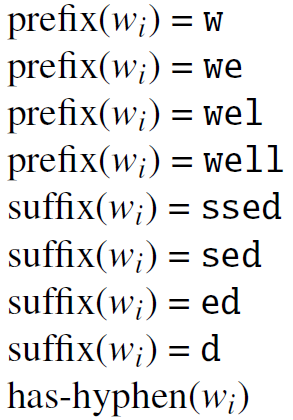 prefix(wᵢ) = w
prefix(wᵢ) = we
prefix(wᵢ) = wel
prefix(wᵢ) = well
suffix(wᵢ) = ssed
suffix(wᵢ) = sed
suffix(wᵢ) = ed
suffix(wᵢ) = d
has-hyphen(wᵢ)